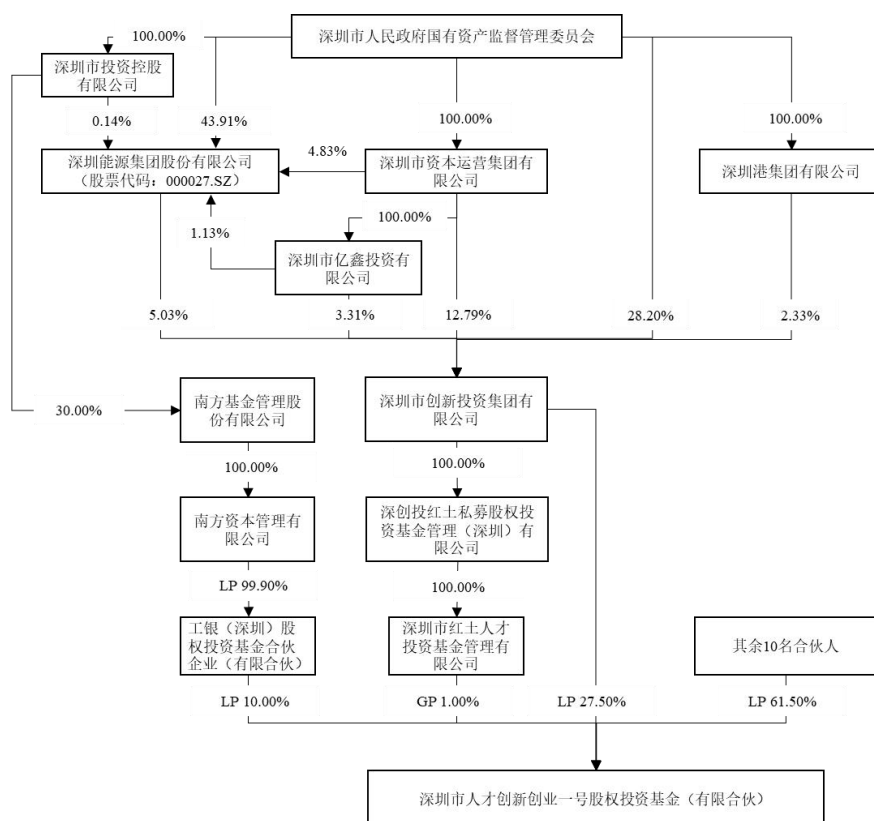 深圳市人民政府国有资产监督管理委员会
100.00%
深圳市投资控股
有限公司
0.14%
43.91%
100.00%
100.00%
深圳能源集团股份有限公司
（股票代码：000027.SZ）
4.83%
深圳市资本运营集团有
限公司
深圳港集团有限公司
100.00%
1.13%
深圳市亿鑫投资有
限公司
5.03%
3.31%
12.79%
28.20%
2.33%
30.00%
南方基金管理股
份有限公司
深圳市创新投资集团有
限公司
100.00%
100.00%
南方资本管理有
限公司
深创投红土私募股权投
资基金管理（深圳）有
限公司
LP 99.90%
100.00%
工银（深圳）股
权投资基金合伙
企业（有限合伙）
深圳市红土人才
投资基金管理有
限公司
其余10名合伙人
LP 10.00%
GP 1.00%
LP 27.50%
LP 61.50%
深圳市人才创新创业一号股权投资基金（有限合伙）